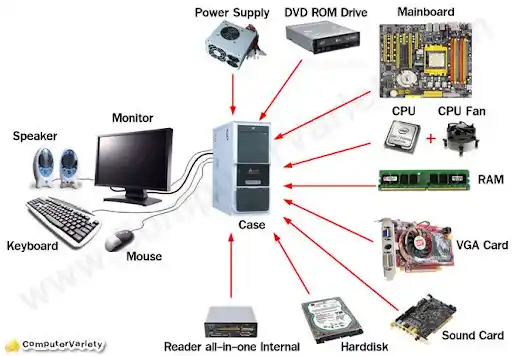 Power Supply
DVD ROM Drive
Mainboard
Speaker
Monitor
CPU
+
CPU Fan
RAM
Keyboard
Mouse
Case
VGA Card
Reader all-in-one Internal
Harddisk
Sound Card
ComputerVariety